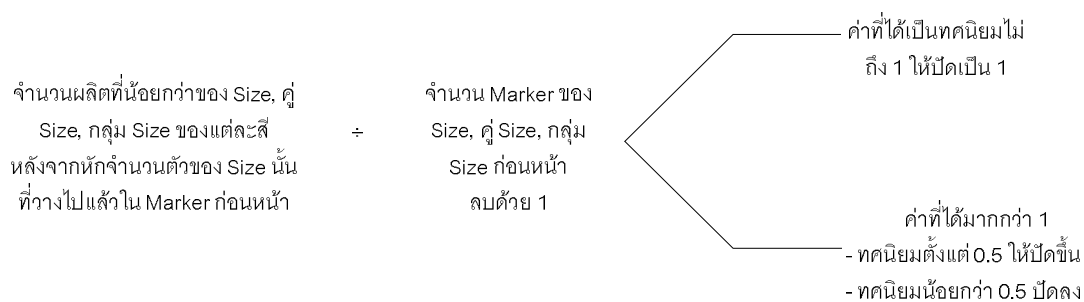 จำนวนผลิตที่น้อยกว่าของ Size, คู่
Size, กลุ่ม Size ของแต่ละสี
หลังจากหักจำนวนตัวของ Size นั้น
ที่วางไปแล้วใน Marker ก่อนหน้า
÷
จำนวน Marker ของ
Size, คู่ Size, กลุ่ม
Size ก่อนหน้า
ลบด้วย 1
ค่าที่ได้เป็นทศนิยมไม่
ถึง 1 ให้ปัดเป็น 1
ค่าที่ได้มากกว่า 1
- ทศนิยมตั้งแต่ 0.5 ให้ปัดขึ้น
- ทศนิยมน้อยกว่า 0.5 ปัดลง